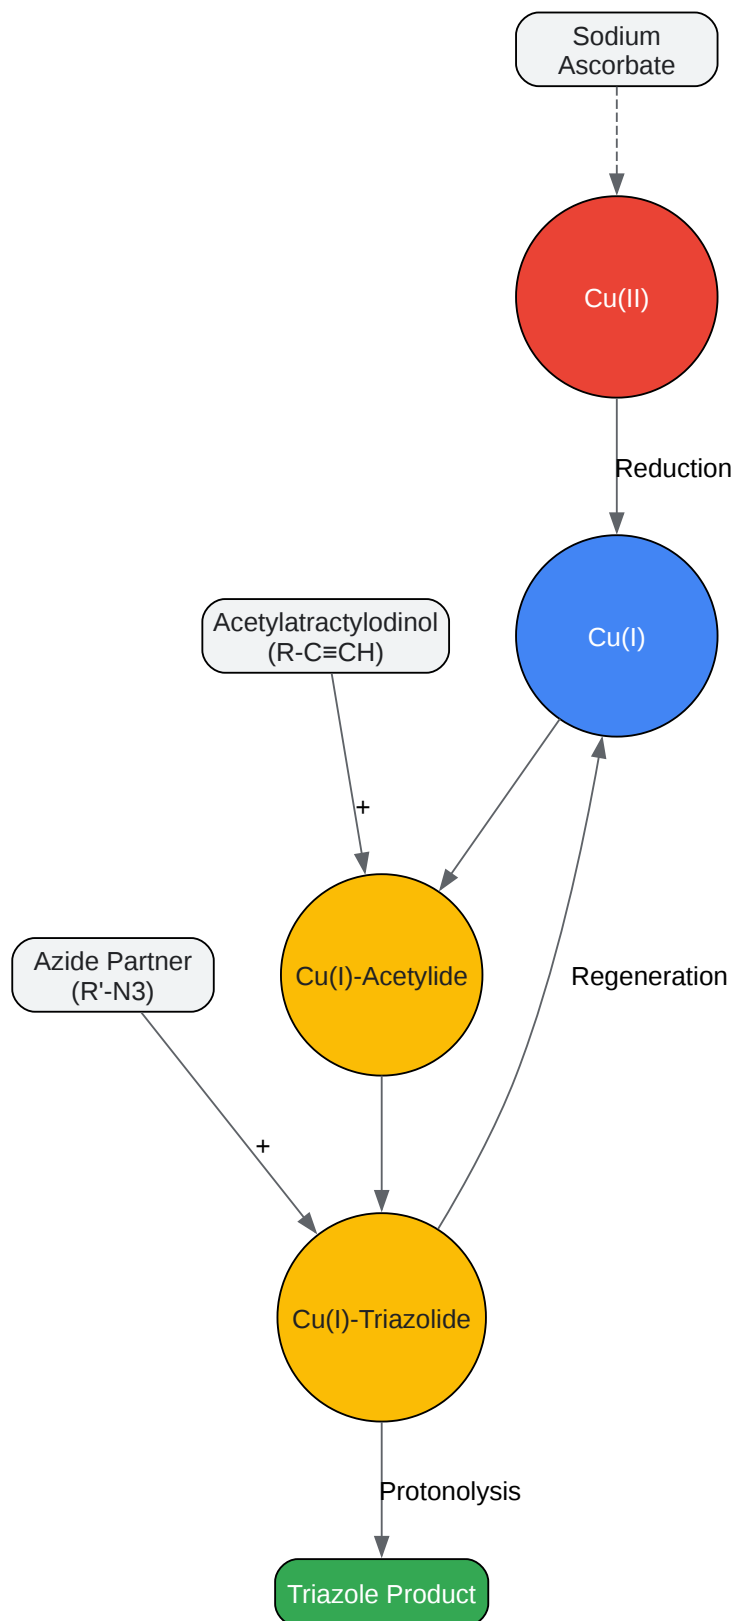 Sodium
Ascorbate
Cu(II)
Reduction
Cu(I)
Acetylatractylodinol
(R-C≡CH)
+
Cu(I)-Acetylide
Azide Partner
(R'-N3)
Regeneration
+
Cu(I)-Triazolide
Protonolysis
Triazole Product